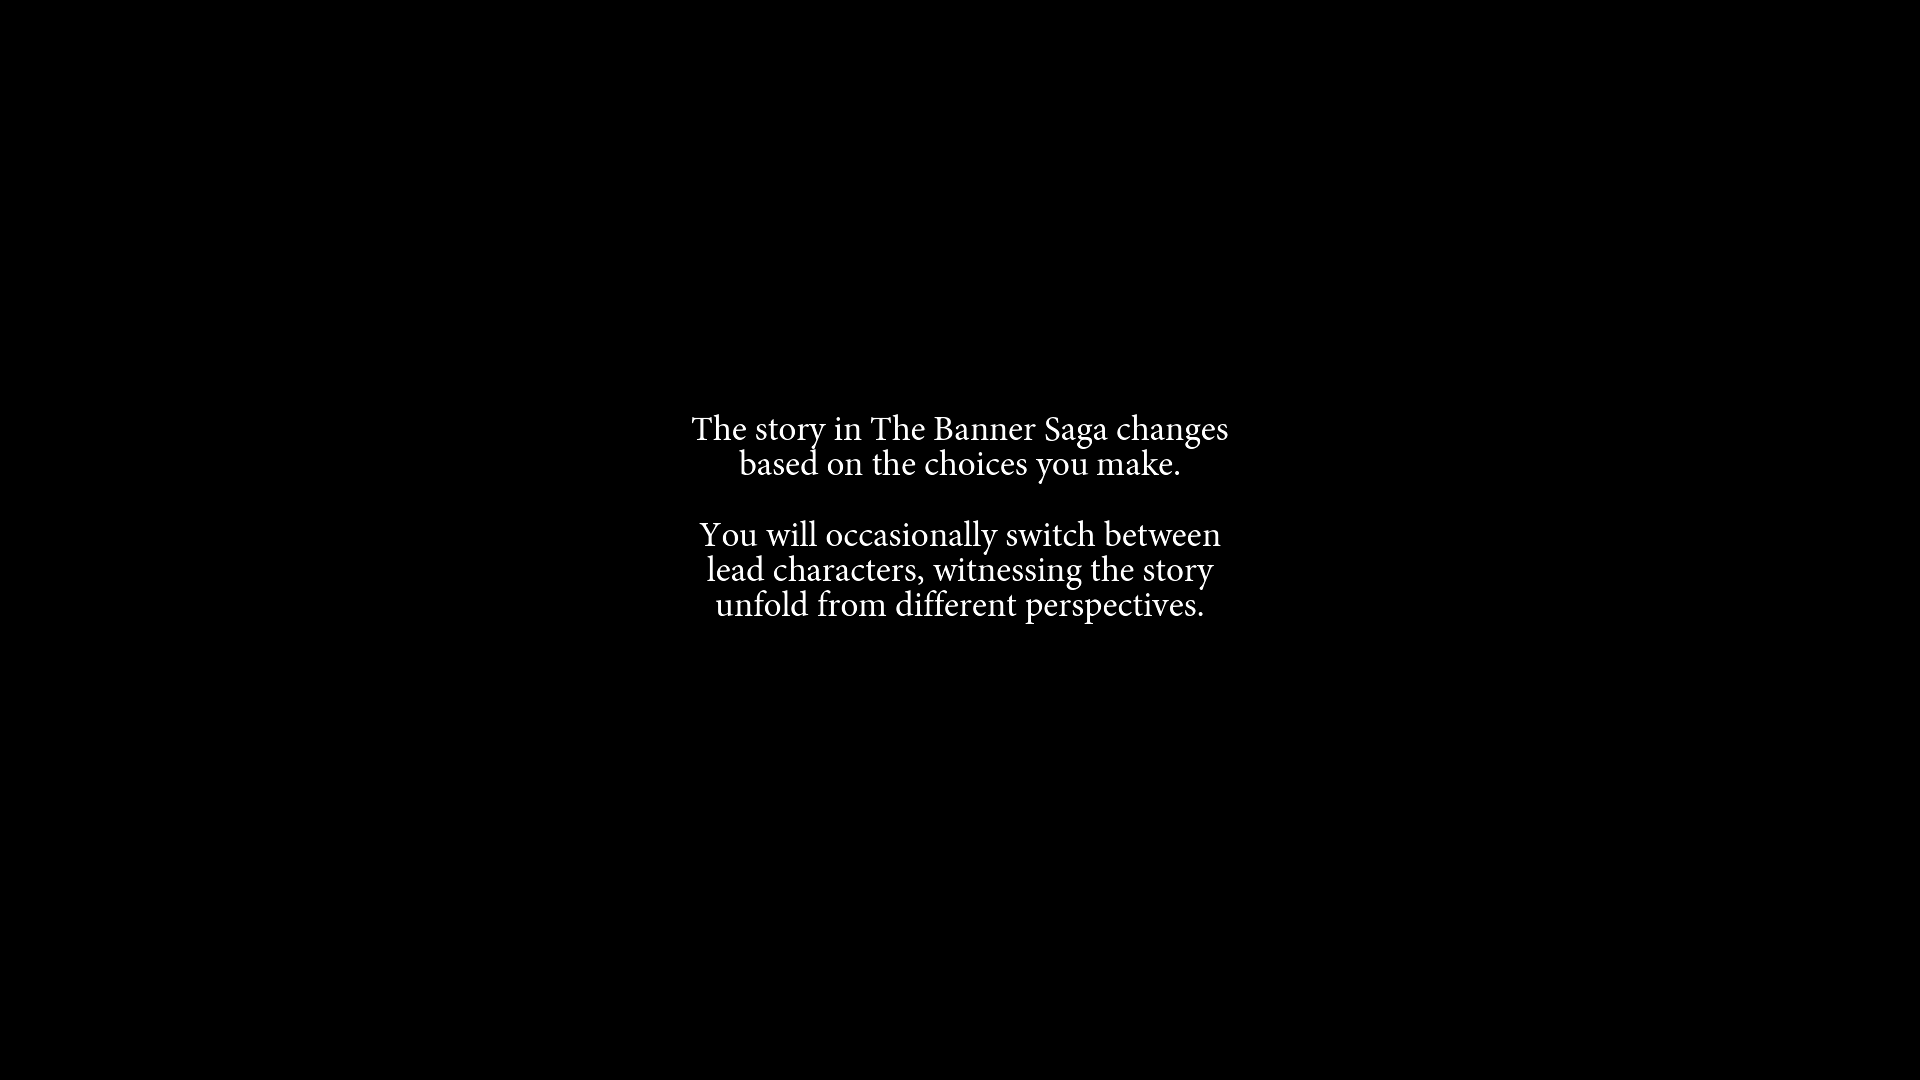 The story in The Banner Saga changes
based on the choices you make.
You will occasionally switch between
lead characters, witnessing the story
unfold from different perspectives.